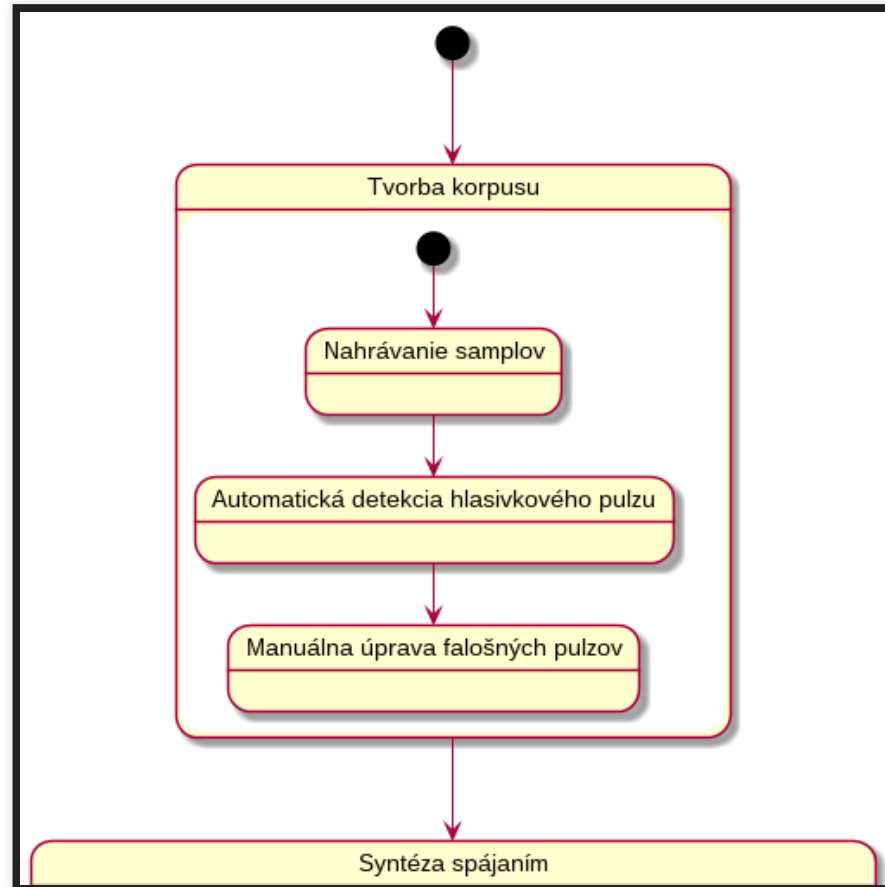 Tvorba korpusu
Nahrávanie samplov
Automatická detekcia hlasivkového pulzu
Manuálna úprava falošných pulzov
Syntéza spájaním